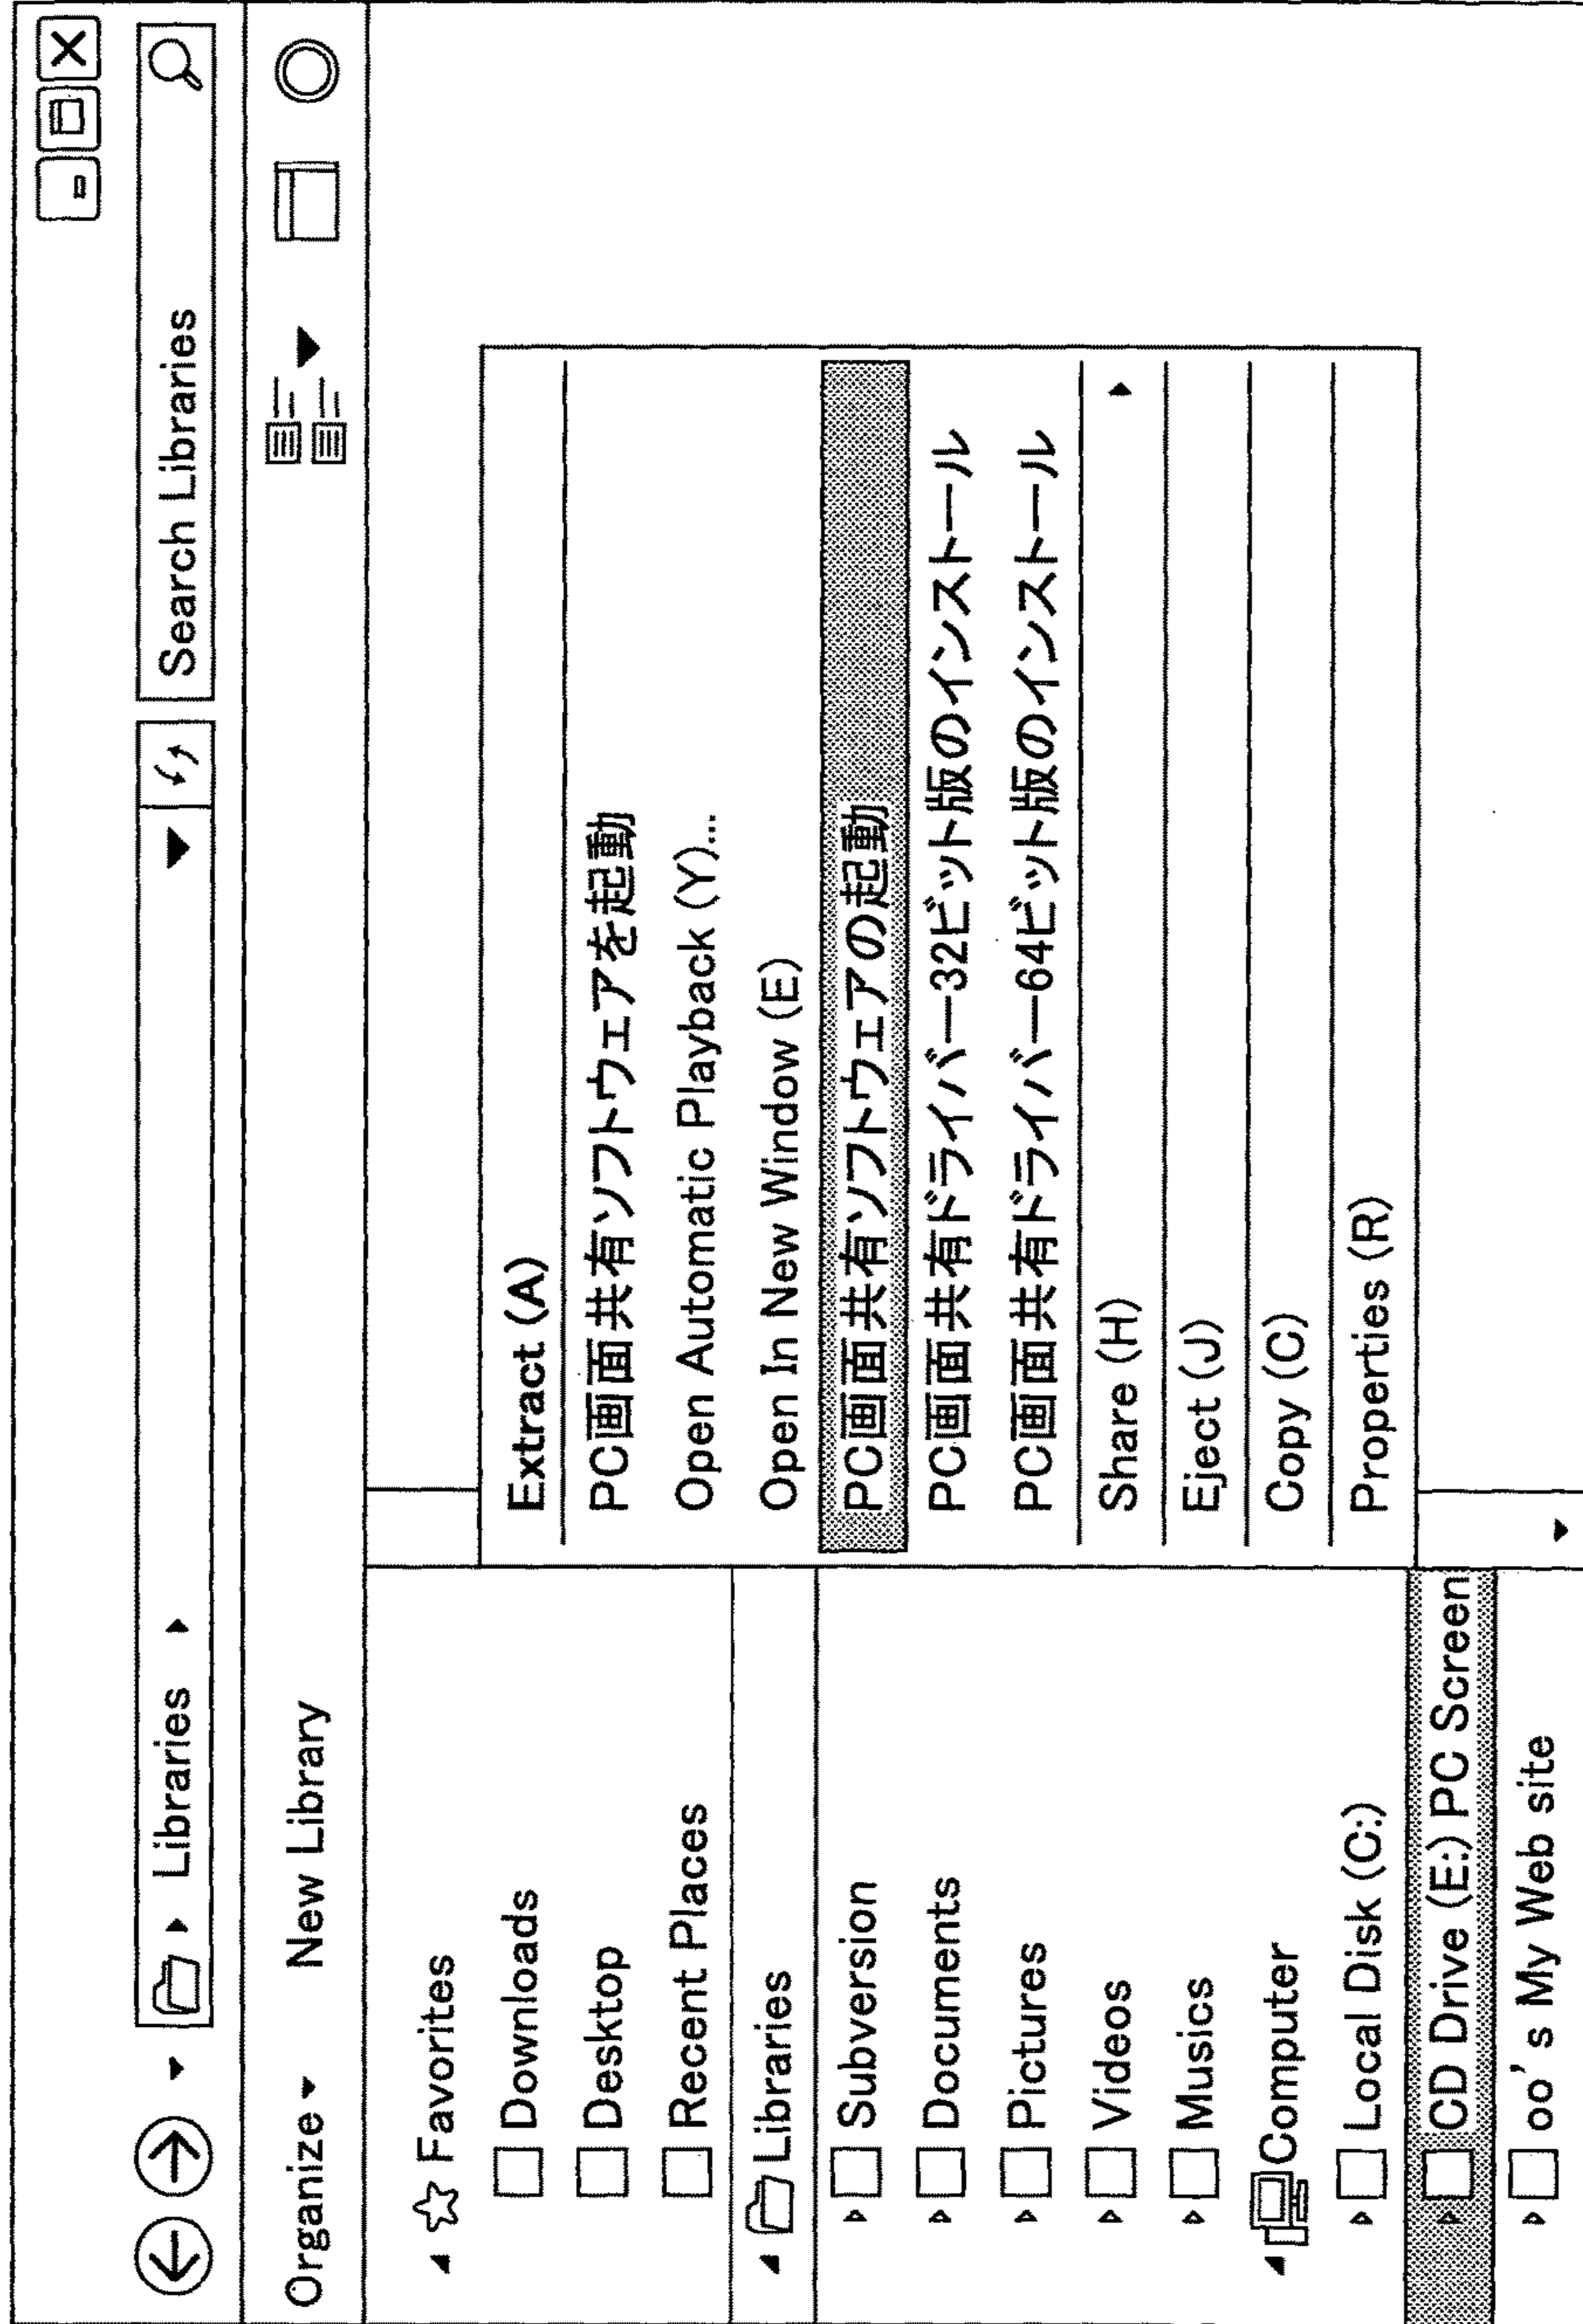 Libraries
Search Libraries
Organize
New Library
Favorites
Downloads
Desktop
Recent Places
Libraries
Subversion
Documents
Pictures
Videos
Musics
Computer
Local Disk (C:)
CD Drive (E:) PC Screen
oo's My Web site
Extract (A)
PC画面共有ソフトウェアを起動
Open Automatic Playback (Y)...
Open In New Window (E)
PC画面共有ソフトウェアの起動
PC画面共有ドライバー32ビット版のインストール
PC画面共有ドライバー64ビット版のインストール
Share (H)
Eject (J)
Copy (C)
Properties (R)